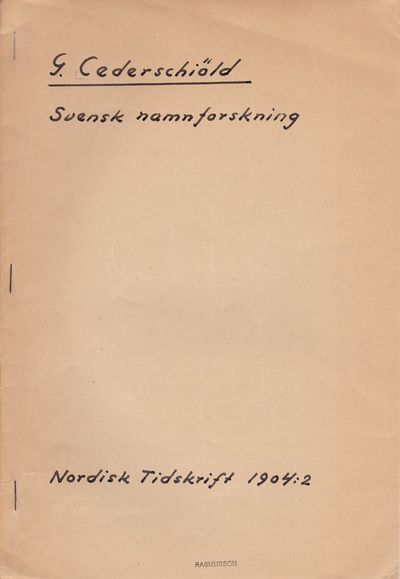 G. Cederschiöld
Svensk namnforskning
Nordisk Tidskrift 1904:2
RASMUSSON